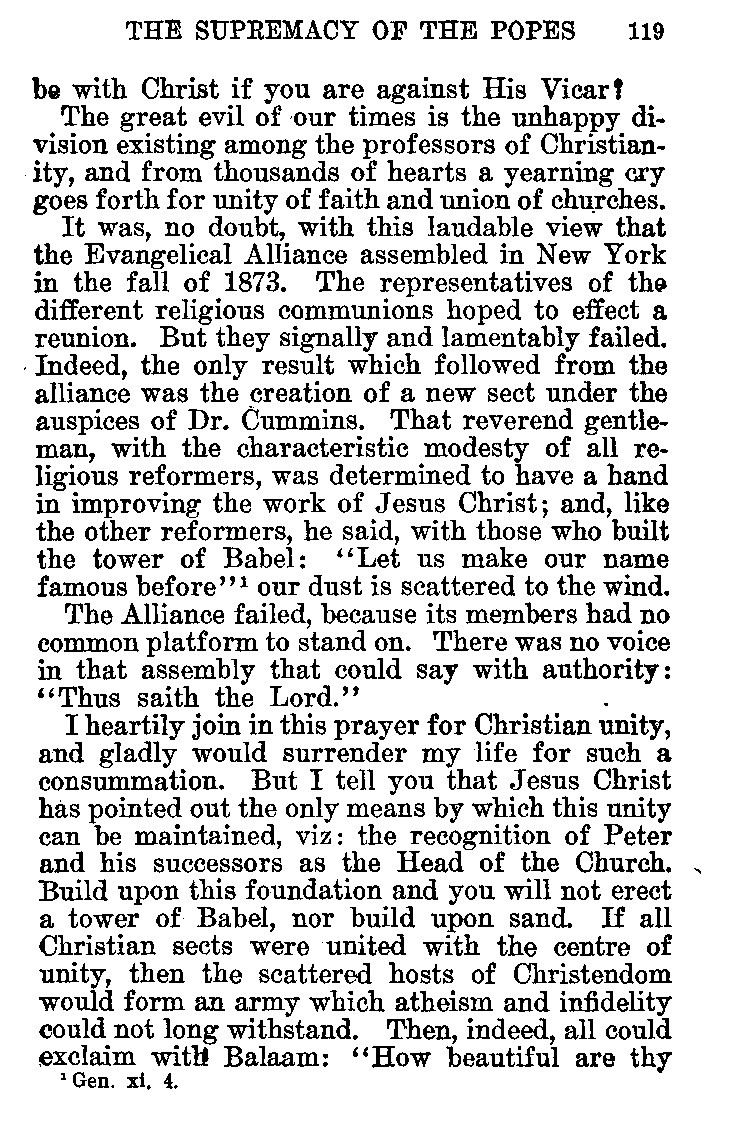 THE SUPREMACY OF THE POPES 119
be with Christ if you are against His Vicar?
The great evil of our times is the unhappy di-
vision existing among the professors of Christian-
ity, and from thousands of hearts a yearning cry
goes forth for unity of faith and union of churches.
It was, no doubt, with this laudable view that
the Evangelical Alliance assembled in New York
in the fall of 1873. The representatives of the
different religious communions hoped to effect a
reunion. But they signally and lamentably failed.
Indeed, the only result which followed from the
alliance was the creation of a new sect under the
auspices of Dr. Cummins. That reverend gentle-
man, with the characteristic modesty of all re-
ligious reformers, was determined to have a hand
in improving the work of Jesus Christ; and, like
the other reformers, he said, with those who built
the tower of Babel: "Let us make our name
famous before"¹ our dust is scattered to the wind.
The Alliance failed, because its members had no
common platform to stand on. There was no voice
in that assembly that could say with authority:
"Thus saith the Lord."
I heartily join in this prayer for Christian unity,
and gladly would surrender my life for such a
consummation. But I tell you that Jesus Christ
has pointed out the only means by which this unity
can be maintained, viz: the recognition of Peter
and his successors as the Head of the Church.
Build upon this foundation and you will not erect
a tower of Babel, nor build upon sand. If all
Christian sects were united with the centre of
unity, then the scattered hosts of Christendom
would form an army which atheism and infidelity
could not long withstand. Then, indeed, all could
exclaim with Balaam: "How beautiful are thy
¹ Gen. xi. 4.